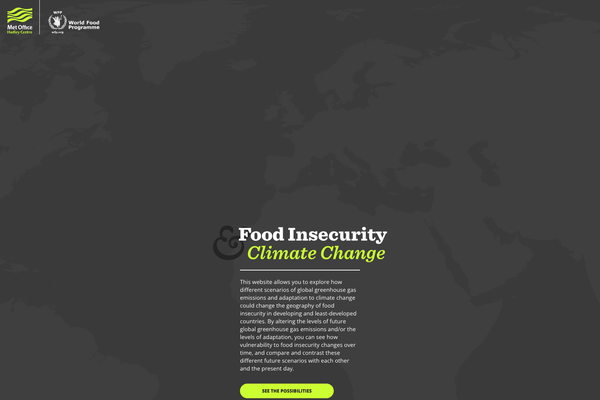 Met Office
Hadley Centre
WFP
wfp.org
World Food
Programme
&
Food Insecurity
Climate Change
This website allows you to explore how
different scenarios of global greenhouse gas
emissions and adaptation to climate change
could change the geography of food
insecurity in developing and least-developed
countries. By altering the levels of future
global greenhouse gas emissions and/or the
levels of adaptation, you can see how
vulnerability to food insecurity changes over
time, and compare and contrast these
different future scenarios with each other
and the present day.
SEE THE POSSIBILITIES